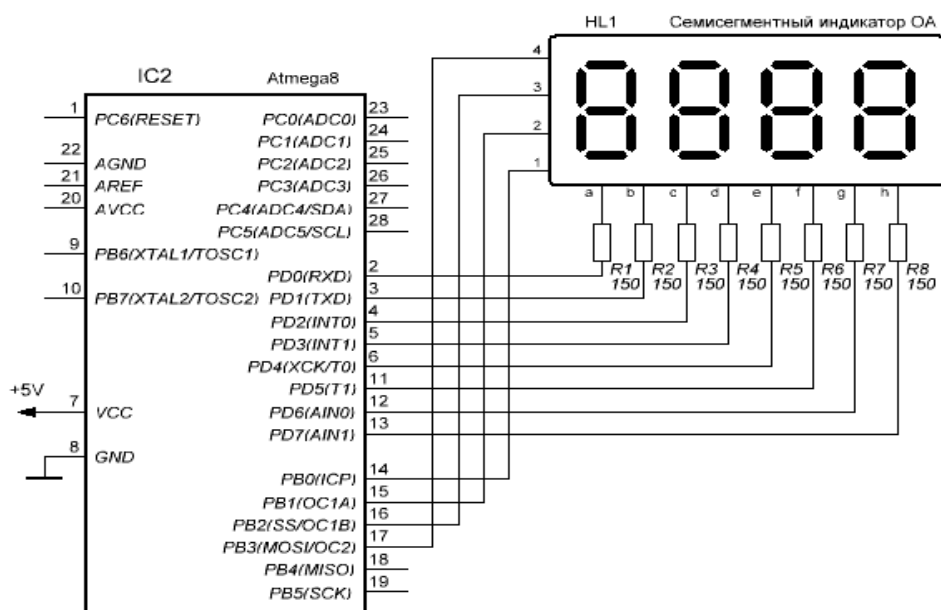 HL1 Семисегментный индикатор ОА
IC2 Atmega8
4
3
2
1
a b c d e f g h
R1 150
R2 150
R3 150
R4 150
R5 150
R6 150
R7 150
R8 150
1 PC6(RESET)
22 AGND
21 AREF
20 AVCC
9 PB6(XTAL1/TOSC1)
10 PB7(XTAL2/TOSC2)
+5V
7 VCC
8 GND
PC0(ADC0) 23
PC1(ADC1) 24
PC2(ADC2) 25
PC3(ADC3) 26
PC4(ADC4/SDA) 27
PC5(ADC5/SCL) 28
PD0(RXD) 2
PD1(TXD) 3
PD2(INT0) 4
PD3(INT1) 5
PD4(XCK/T0) 6
PD5(T1) 11
PD6(AIN0) 12
PD7(AIN1) 13
PB0(ICP) 14
PB1(OC1A) 15
PB2(SS/OC1B) 16
PB3(MOSI/OC2) 17
PB4(MISO) 18
PB5(SCK) 19